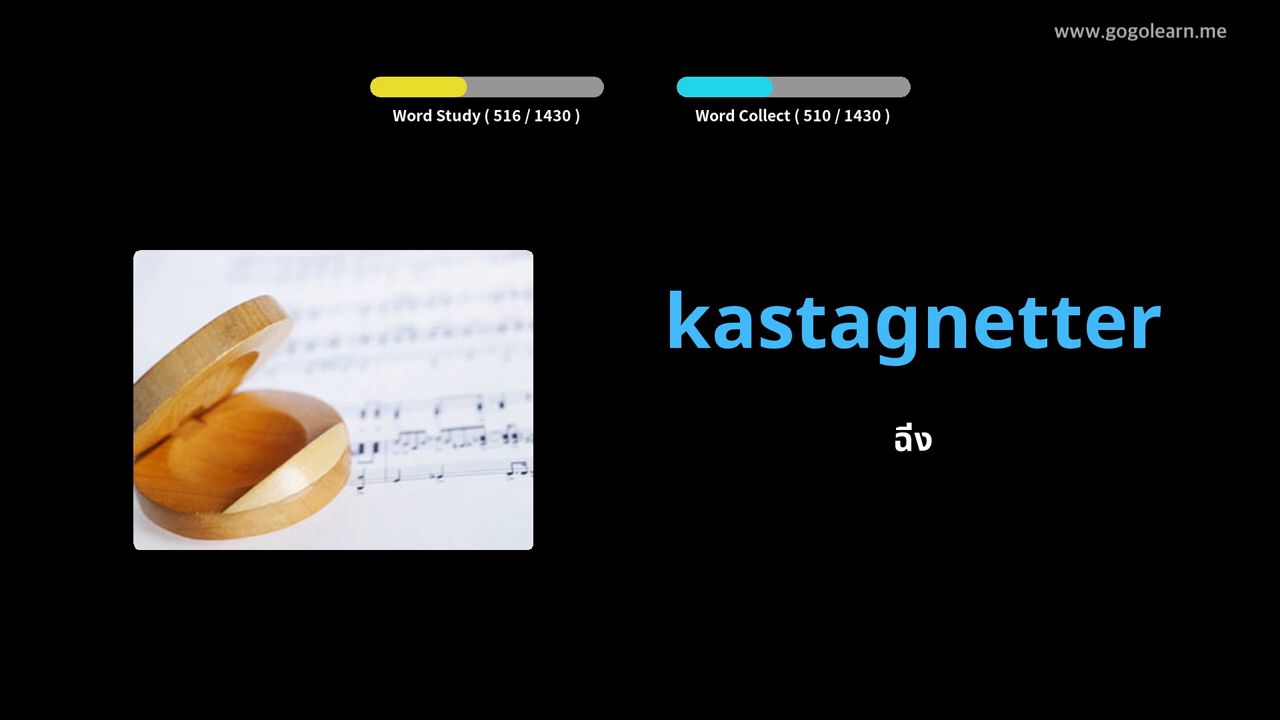 www.gogolearn.me
Word Study ( 516 / 1430 )
Word Collect ( 510 / 1430 )
kastagnetter
ฉิ่ง